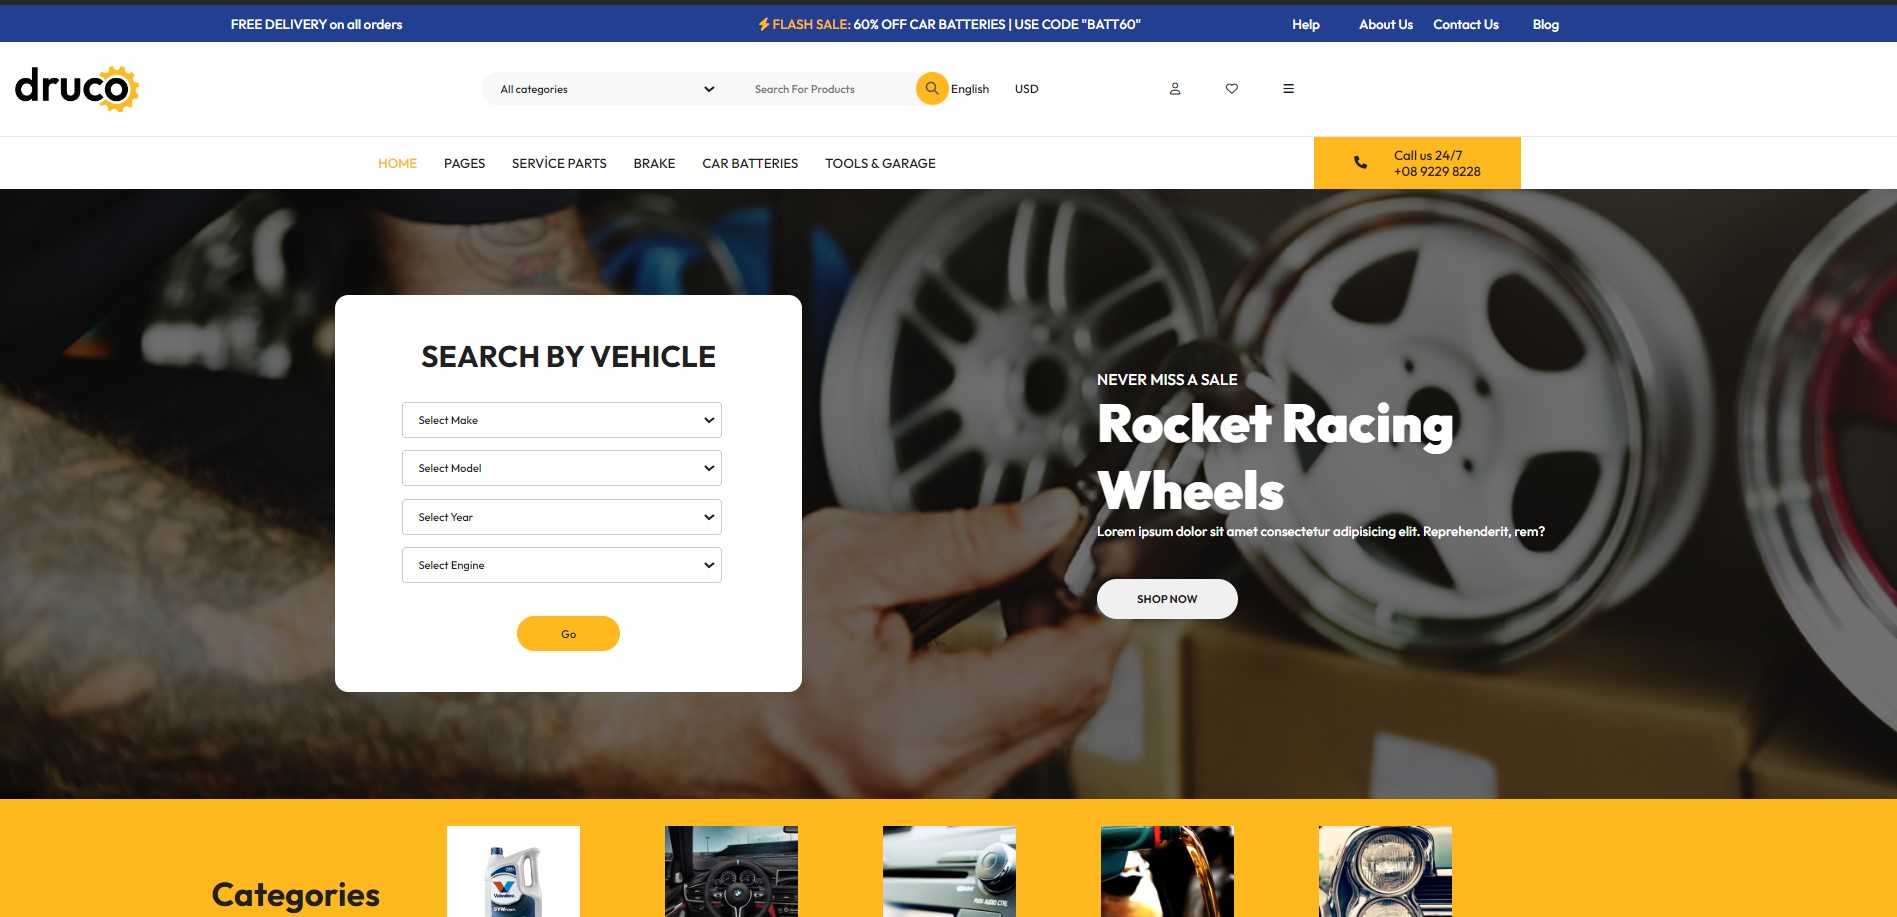 FREE DELIVERY on all orders
FLASH SALE: 60% OFF CAR BATTERIES | USE CODE "BATT60"
Help
About Us
Contact Us
Blog
druco
All categories
Search For Products
English
USD
HOME
PAGES
SERVİCE PARTS
BRAKE
CAR BATTERIES
TOOLS & GARAGE
Call us 24/7
+08 9229 8228
SEARCH BY VEHICLE
Select Make
Select Model
Select Year
Select Engine
Go
NEVER MISS A SALE
Rocket Racing
Wheels
Lorem ipsum dolor sit amet consectetur adipisicing elit. Reprehenderit, rem?
SHOP NOW
Categories
Valvoline